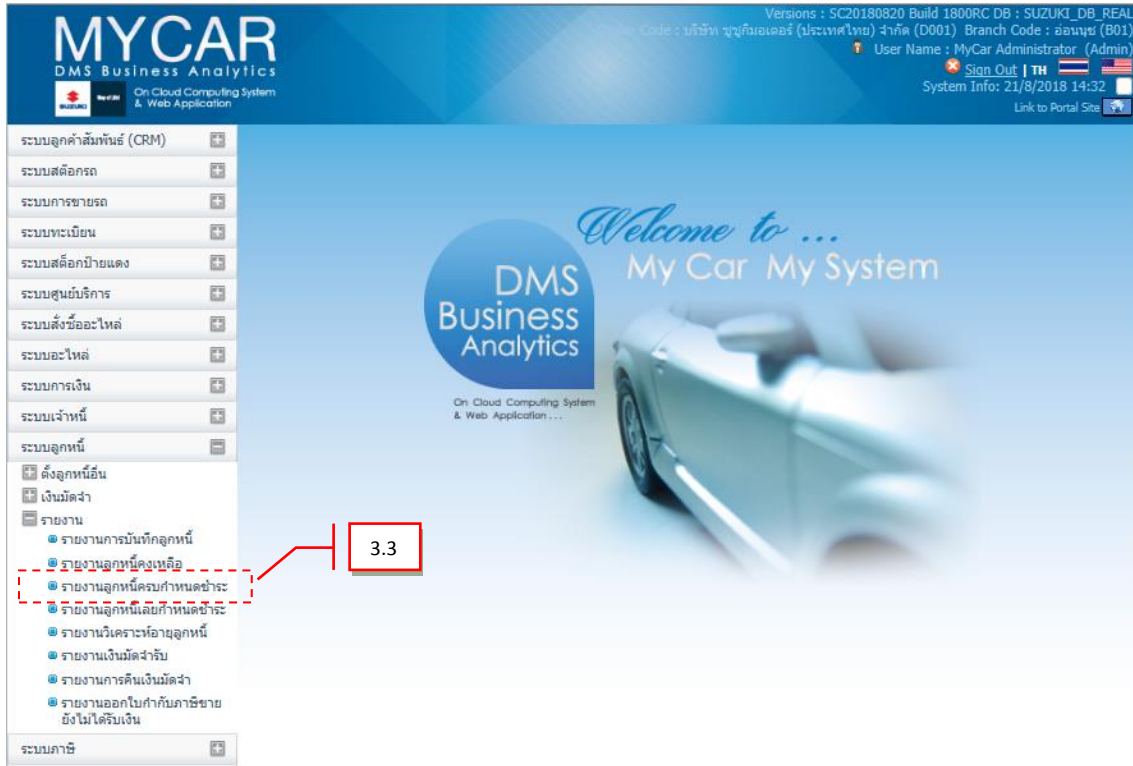 MYCAR
DMS Business Analytics
On Cloud Computing System
& Web Application
SUZUKI
Versions : SC20180820 Build 1800RC DB : SUZUKI_DB_REAL
Code : บริษัท ซูซูกิมอเตอร์ (ประเทศไทย) จำกัด (D001) Branch Code : อ่อนนุช (B01)
User Name : MyCar Administrator (Admin)
Sign Out | TH
System Info: 21/8/2018 14:32
Link to Portal Site
ระบบลูกค้าสัมพันธ์ (CRM)
ระบบสต๊อกรถ
ระบบการขายรถ
ระบบทะเบียน
ระบบสต็อกป้ายแดง
ระบบศูนย์บริการ
ระบบสั่งซื้ออะไหล่
ระบบอะไหล่
ระบบการเงิน
ระบบเจ้าหนี้
ระบบลูกหนี้
ตั้งลูกหนี้อื่น
เงินมัดจำ
รายงาน
รายงานการบันทึกลูกหนี้
รายงานลูกหนี้คงเหลือ
รายงานลูกหนี้ครบกำหนดชำระ
รายงานลูกหนี้เลยกำหนดชำระ
รายงานวิเคราะห์อายุลูกหนี้
รายงานเงินมัดจำรับ
รายงานการคืนเงินมัดจำ
รายงานออกใบกำกับภาษีขาย
ยังไม่ได้รับเงิน
ระบบภาษี
3.3
Welcome to ...
My Car My System
DMS
Business
Analytics
On Cloud Computing System
& Web Application . . .